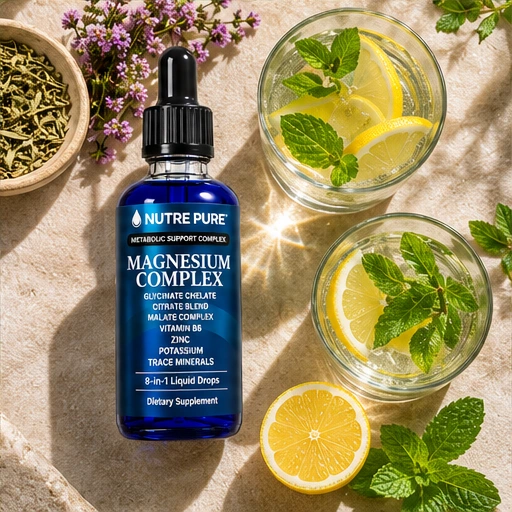 NUTRE PURE™
METABOLIC SUPPORT COMPLEX
MAGNESIUM
COMPLEX
GLYCINATE CHELATE
CITRATE BLEND
MALATE COMPLEX
VITAMIN B6
ZINC
POTASSIUM
TRACE MINERALS
8-in-1 Liquid Drops
Dietary Supplement